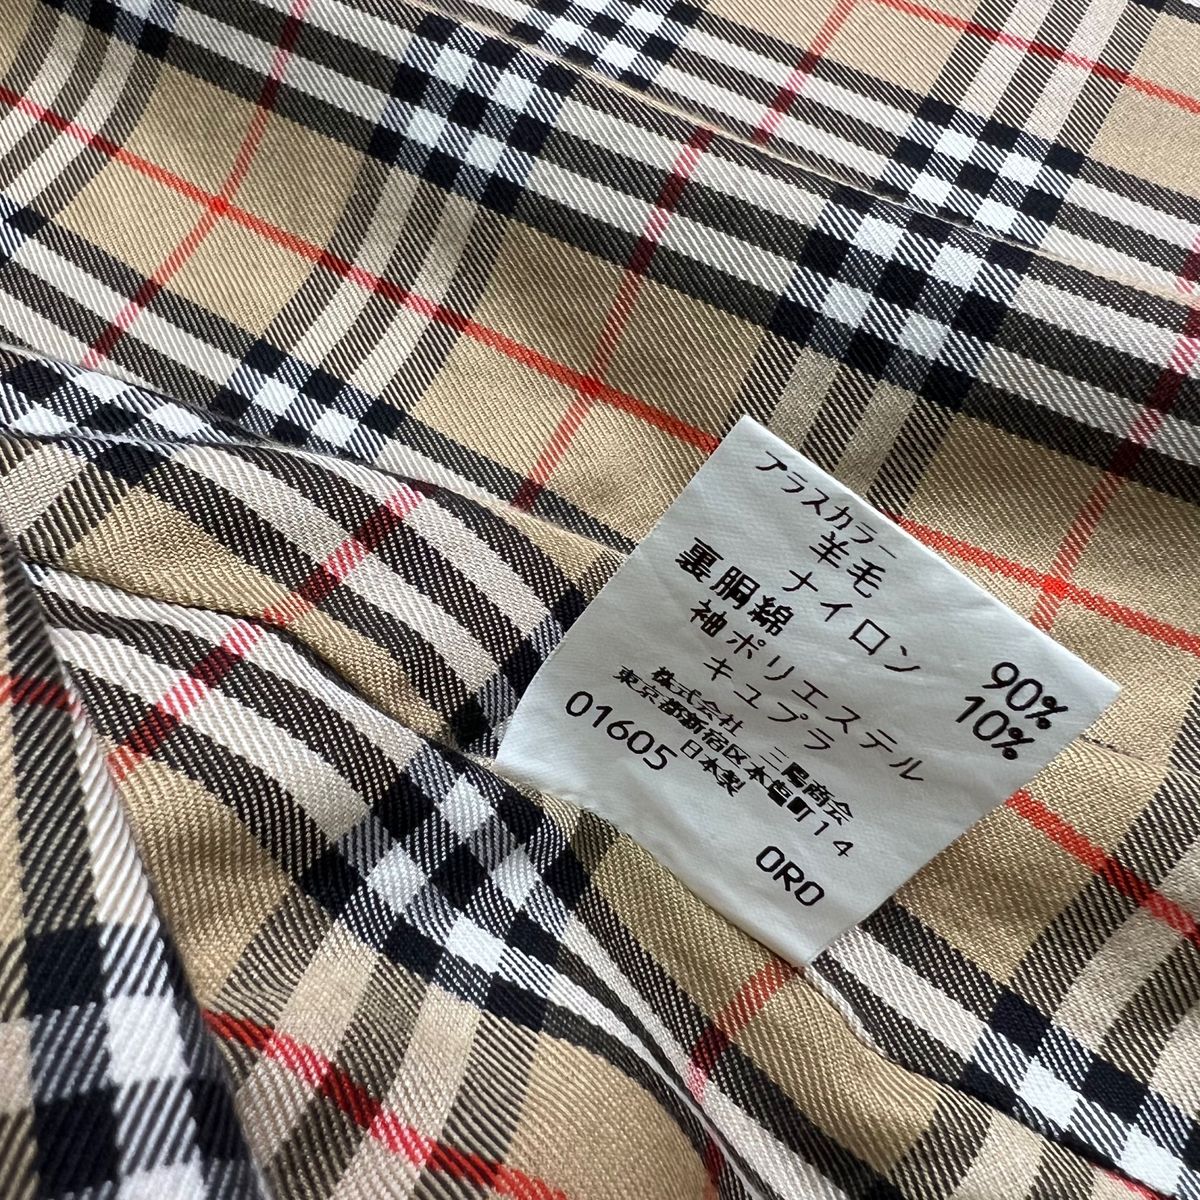 アラスカラー
羊毛 90%
ナイロン 10%
裏胴綿
袖ポリエステル
キュプラ
株式会社 三陽商会
東京都新宿区本塩町14
日本製
01605 ORO